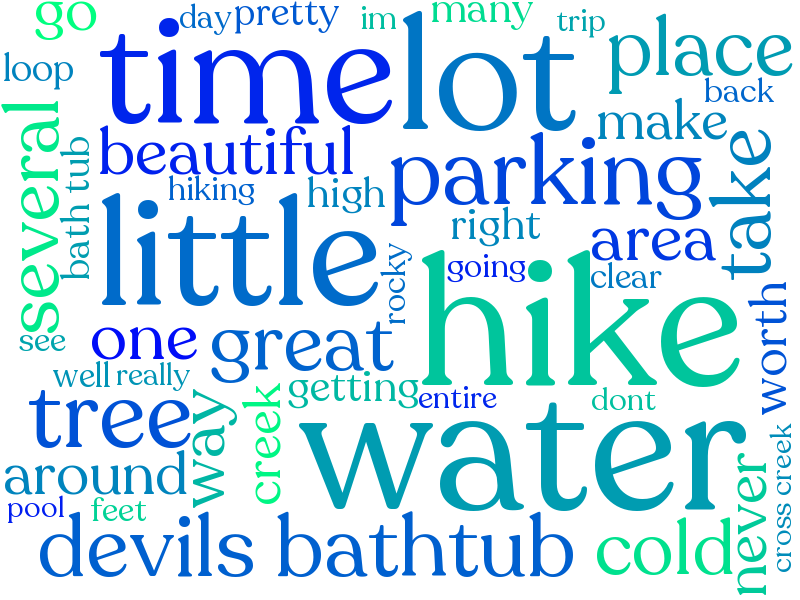 go
day
pretty
im
many
trip
place
loop
time
lot
back
several
bath tub
beautiful
parking
make
take
hiking
high
little
right
area
rocky
going
clear
hike
see
one
great
worth
well
really
getting
entire
dont
tree
way
creek
water
around
cross creek
never
pool
feet
devils bathtub
cold